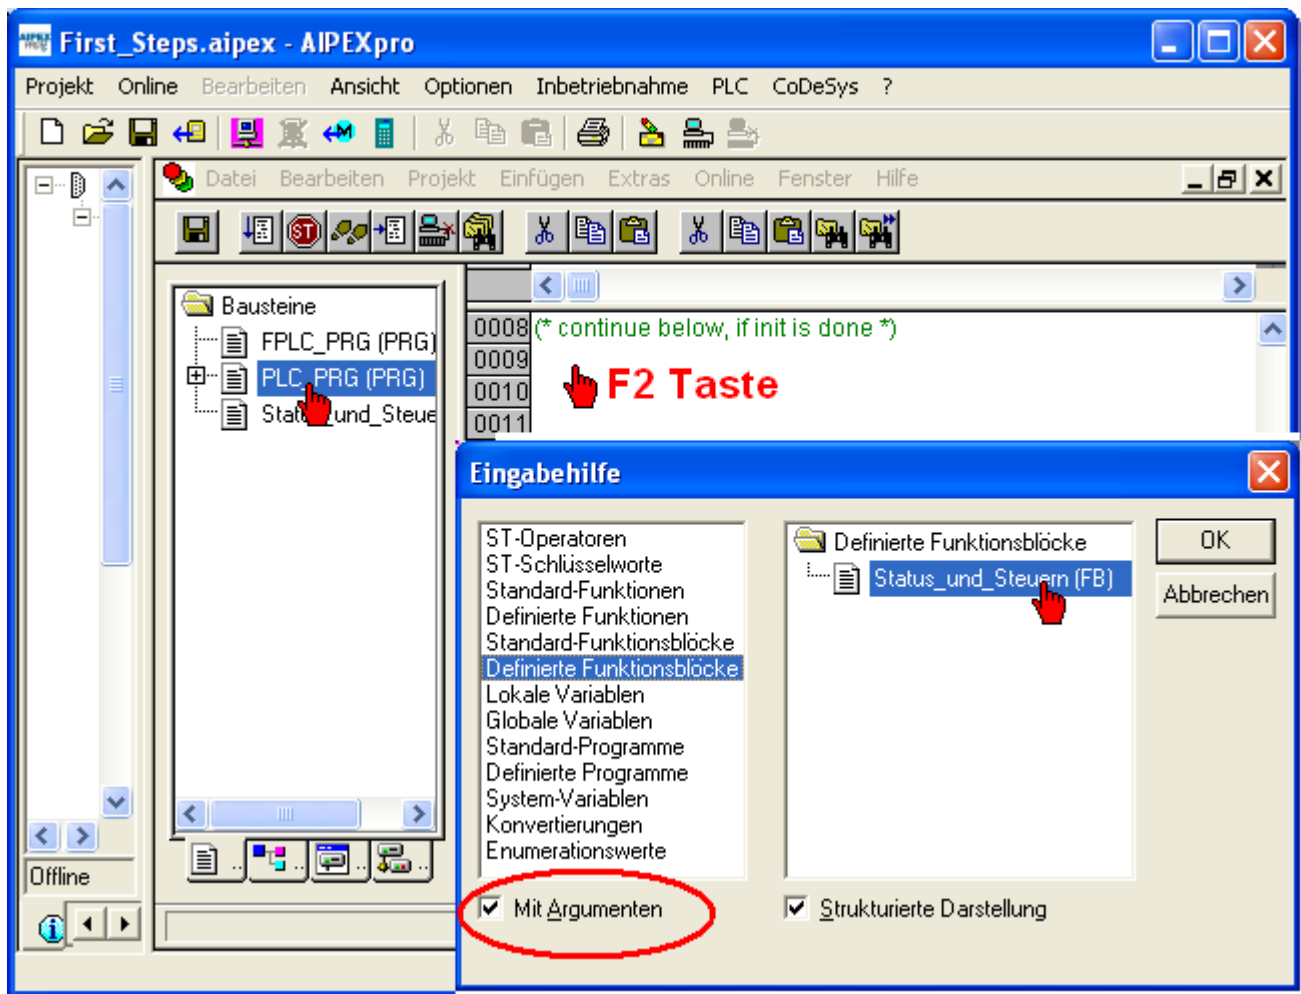 First_Steps.aipex - AIPEXpro
Projekt Online Bearbeiten Ansicht Optionen Inbetriebnahme PLC CoDeSys ?
Datei Bearbeiten Projekt Einfügen Extras Online Fenster Hilfe
ST
Bausteine
FPLC_PRG (PRG)
PLC_PRG (PRG)
Status_und_Steue
0008 (* continue below, if init is done *)
0009
0010 F2 Taste
0011
Eingabehilfe
ST-Operatoren
ST-Schlüsselworte
Standard-Funktionen
Definierte Funktionen
Standard-Funktionsblöcke
Definierte Funktionsblöcke
Lokale Variablen
Globale Variablen
Standard-Programme
Definierte Programme
System-Variablen
Konvertierungen
Enumerationswerte
Definierte Funktionsblöcke
Status_und_Steuern (FB)
OK
Abbrechen
Mit Argumenten
Strukturierte Darstellung
Offline